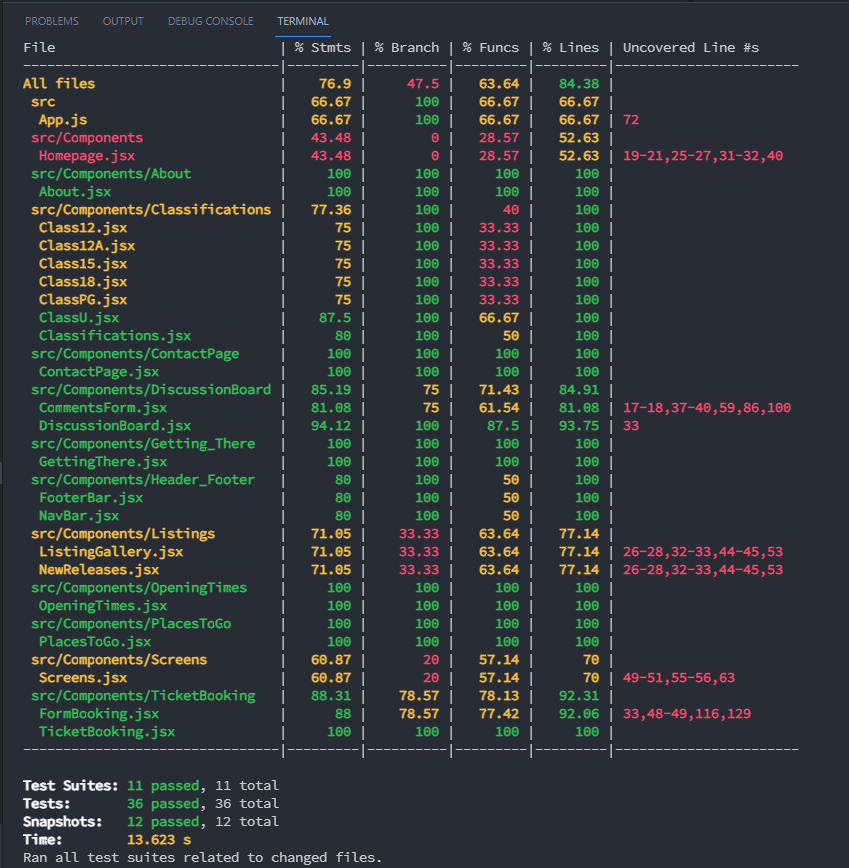 PROBLEMS OUTPUT DEBUG CONSOLE TERMINAL
File | % Stmts | % Branch | % Funcs | % Lines | Uncovered Line #s
--------------------------------|---------|----------|---------|---------|-----------------------
All files | 76.9 | 47.5 | 63.64 | 84.38 |
src | 66.67 | 100 | 66.67 | 66.67 |
App.js | 66.67 | 100 | 66.67 | 66.67 | 72
src/Components | 43.48 | 0 | 28.57 | 52.63 |
Homepage.jsx | 43.48 | 0 | 28.57 | 52.63 | 19-21,25-27,31-32,40
src/Components/About | 100 | 100 | 100 | 100 |
About.jsx | 100 | 100 | 100 | 100 |
src/Components/Classifications | 77.36 | 100 | 40 | 100 |
Class12.jsx | 75 | 100 | 33.33 | 100 |
Class12A.jsx | 75 | 100 | 33.33 | 100 |
Class15.jsx | 75 | 100 | 33.33 | 100 |
Class18.jsx | 75 | 100 | 33.33 | 100 |
ClassPG.jsx | 75 | 100 | 33.33 | 100 |
ClassU.jsx | 87.5 | 100 | 66.67 | 100 |
Classifications.jsx | 80 | 100 | 50 | 100 |
src/Components/ContactPage | 100 | 100 | 100 | 100 |
ContactPage.jsx | 100 | 100 | 100 | 100 |
src/Components/DiscussionBoard | 85.19 | 75 | 71.43 | 84.91 |
CommentsForm.jsx | 81.08 | 75 | 61.54 | 81.08 | 17-18,37-40,59,86,100
DiscussionBoard.jsx | 94.12 | 100 | 87.5 | 93.75 | 33
src/Components/Getting_There | 100 | 100 | 100 | 100 |
GettingThere.jsx | 100 | 100 | 100 | 100 |
src/Components/Header_Footer | 80 | 100 | 50 | 100 |
FooterBar.jsx | 80 | 100 | 50 | 100 |
NavBar.jsx | 80 | 100 | 50 | 100 |
src/Components/Listings | 71.05 | 33.33 | 63.64 | 77.14 |
ListingGallery.jsx | 71.05 | 33.33 | 63.64 | 77.14 | 26-28,32-33,44-45,53
NewReleases.jsx | 71.05 | 33.33 | 63.64 | 77.14 | 26-28,32-33,44-45,53
src/Components/OpeningTimes | 100 | 100 | 100 | 100 |
OpeningTimes.jsx | 100 | 100 | 100 | 100 |
src/Components/PlacesToGo | 100 | 100 | 100 | 100 |
PlacesToGo.jsx | 100 | 100 | 100 | 100 |
src/Components/Screens | 60.87 | 20 | 57.14 | 70 |
Screens.jsx | 60.87 | 20 | 57.14 | 70 | 49-51,55-56,63
src/Components/TicketBooking | 88.31 | 78.57 | 78.13 | 92.31 |
FormBooking.jsx | 88 | 78.57 | 77.42 | 92.06 | 33,48-49,116,129
TicketBooking.jsx | 100 | 100 | 100 | 100 |
--------------------------------|---------|----------|---------|---------|-----------------------
Test Suites: 11 passed, 11 total
Tests: 36 passed, 36 total
Snapshots: 12 passed, 12 total
Time: 13.623 s
Ran all test suites related to changed files.